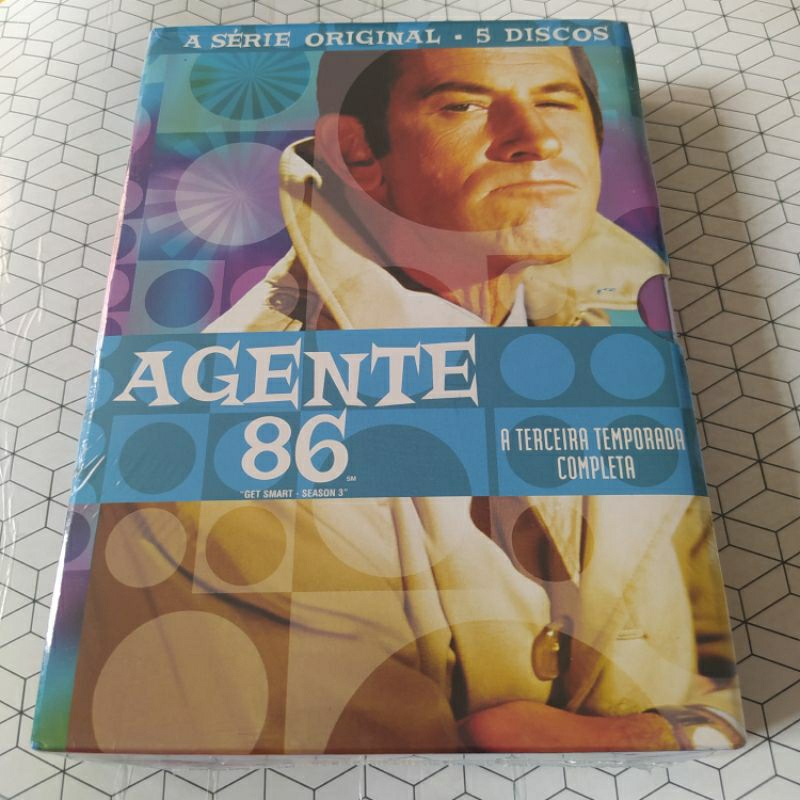 A SÉRIE ORIGINAL · 5 DISCOS
AGENTE
86
SM
"GET SMART - SEASON 3"
A TERCEIRA TEMPORADA
COMPLETA